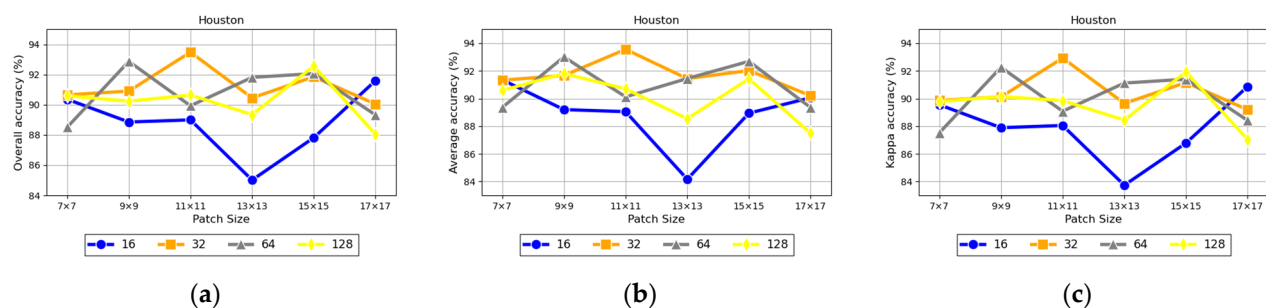 Houston
Overall accuracy (%)
94
92
90
88
86
84
7×7 9×9 11×11 13×13 15×15 17×17
Patch Size
16 32 64 128
(a)
Houston
Average accuracy (%)
94
92
90
88
86
84
7×7 9×9 11×11 13×13 15×15 17×17
Patch Size
16 32 64 128
(b)
Houston
Kappa accuracy (%)
94
92
90
88
86
84
7×7 9×9 11×11 13×13 15×15 17×17
Patch Size
16 32 64 128
(c)